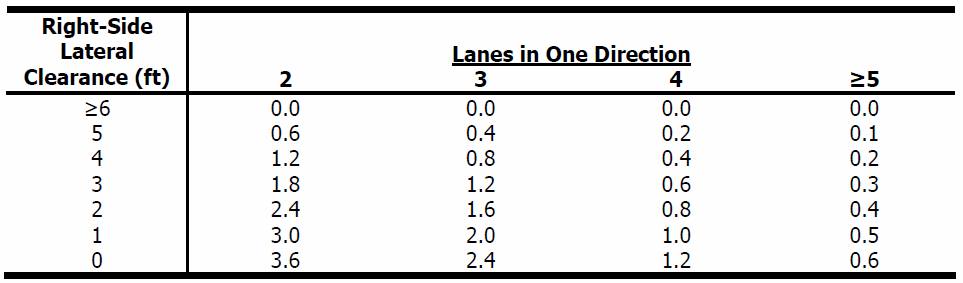 Right-Side
Lateral
Clearance (ft)
Lanes in One Direction
2 3 4 ≥5
≥6 0.0 0.0 0.0 0.0
5 0.6 0.4 0.2 0.1
4 1.2 0.8 0.4 0.2
3 1.8 1.2 0.6 0.3
2 2.4 1.6 0.8 0.4
1 3.0 2.0 1.0 0.5
0 3.6 2.4 1.2 0.6